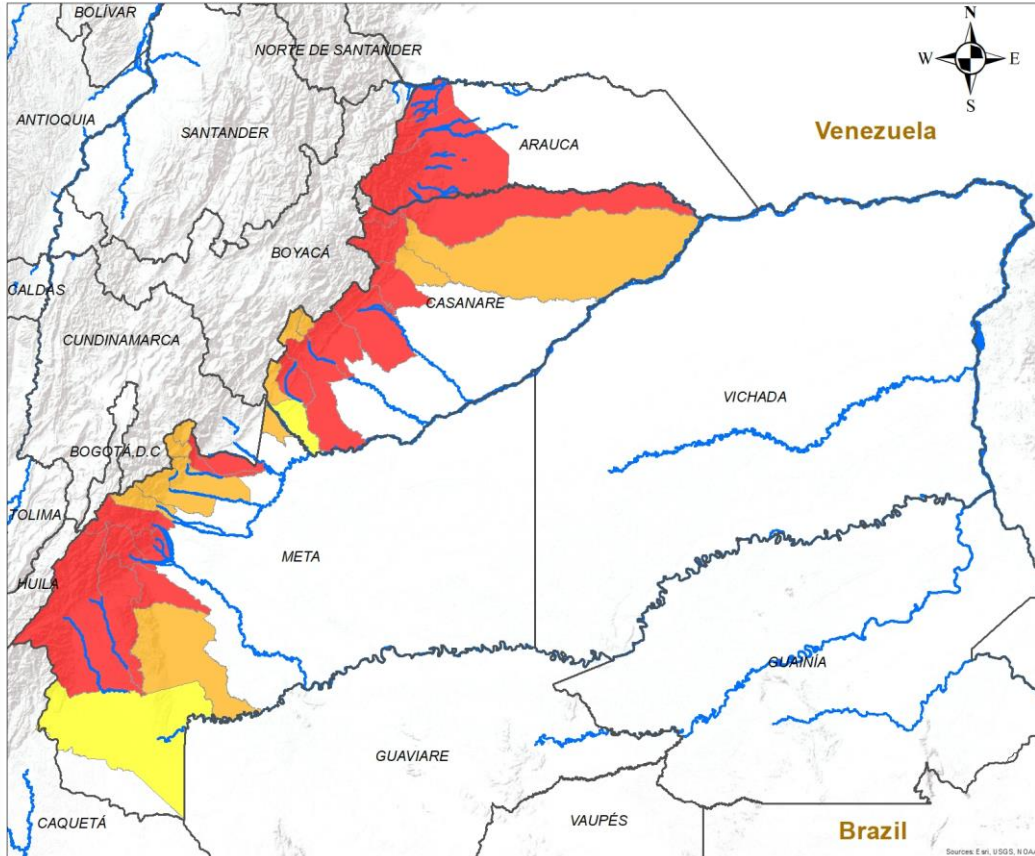 BOLÍVAR
N
NORTE DE SANTANDER
W
E
S
ANTIOQUIA
SANTANDER
Venezuela
ARAUCA
BOYACÁ
CALDAS
CASANARE
CUNDINAMARCA
VICHADA
BOGOTÁ,D.C
TOLIMA
META
HUILA
GUAINÍA
GUAVIARE
CAQUETÁ
VAUPÉS
Brazil
Sources: Esri, USGS, NOAA